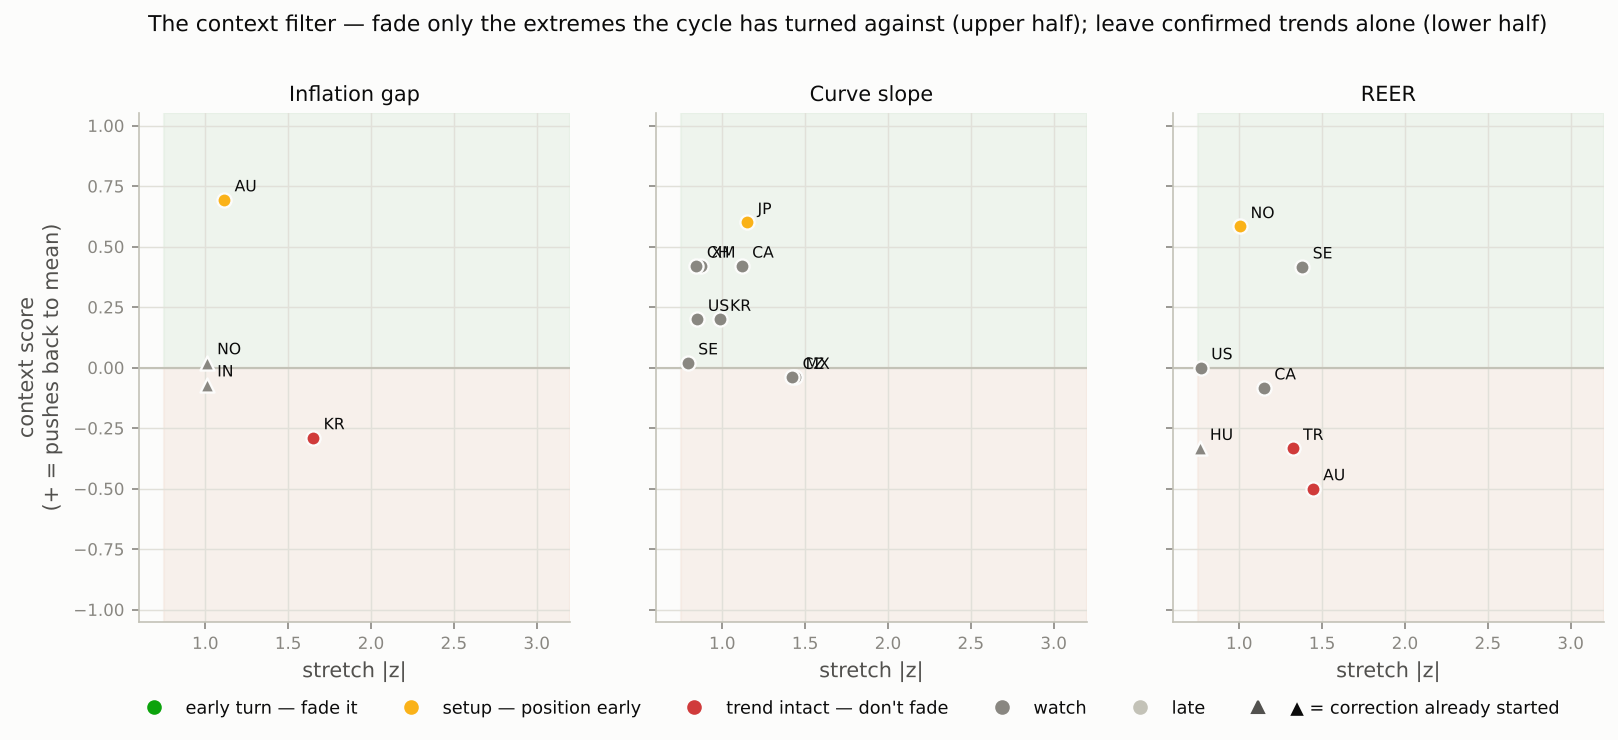 The context filter — fade only the extremes the cycle has turned against (upper half); leave confirmed trends alone (lower half)
Inflation gap
Curve slope
REER
context score
(+ = pushes back to mean)
1.00
0.75
0.50
0.25
0.00
−0.25
−0.50
−0.75
−1.00
AU
NO
IN
KR
1.0 1.5 2.0 2.5 3.0
stretch |z|
JP
CA
US
KR
SE
MX
1.0 1.5 2.0 2.5 3.0
stretch |z|
NO
SE
US
CA
HU
TR
AU
1.0 1.5 2.0 2.5 3.0
stretch |z|
early turn — fade it
setup — position early
trend intact — don't fade
watch
late
▲ = correction already started